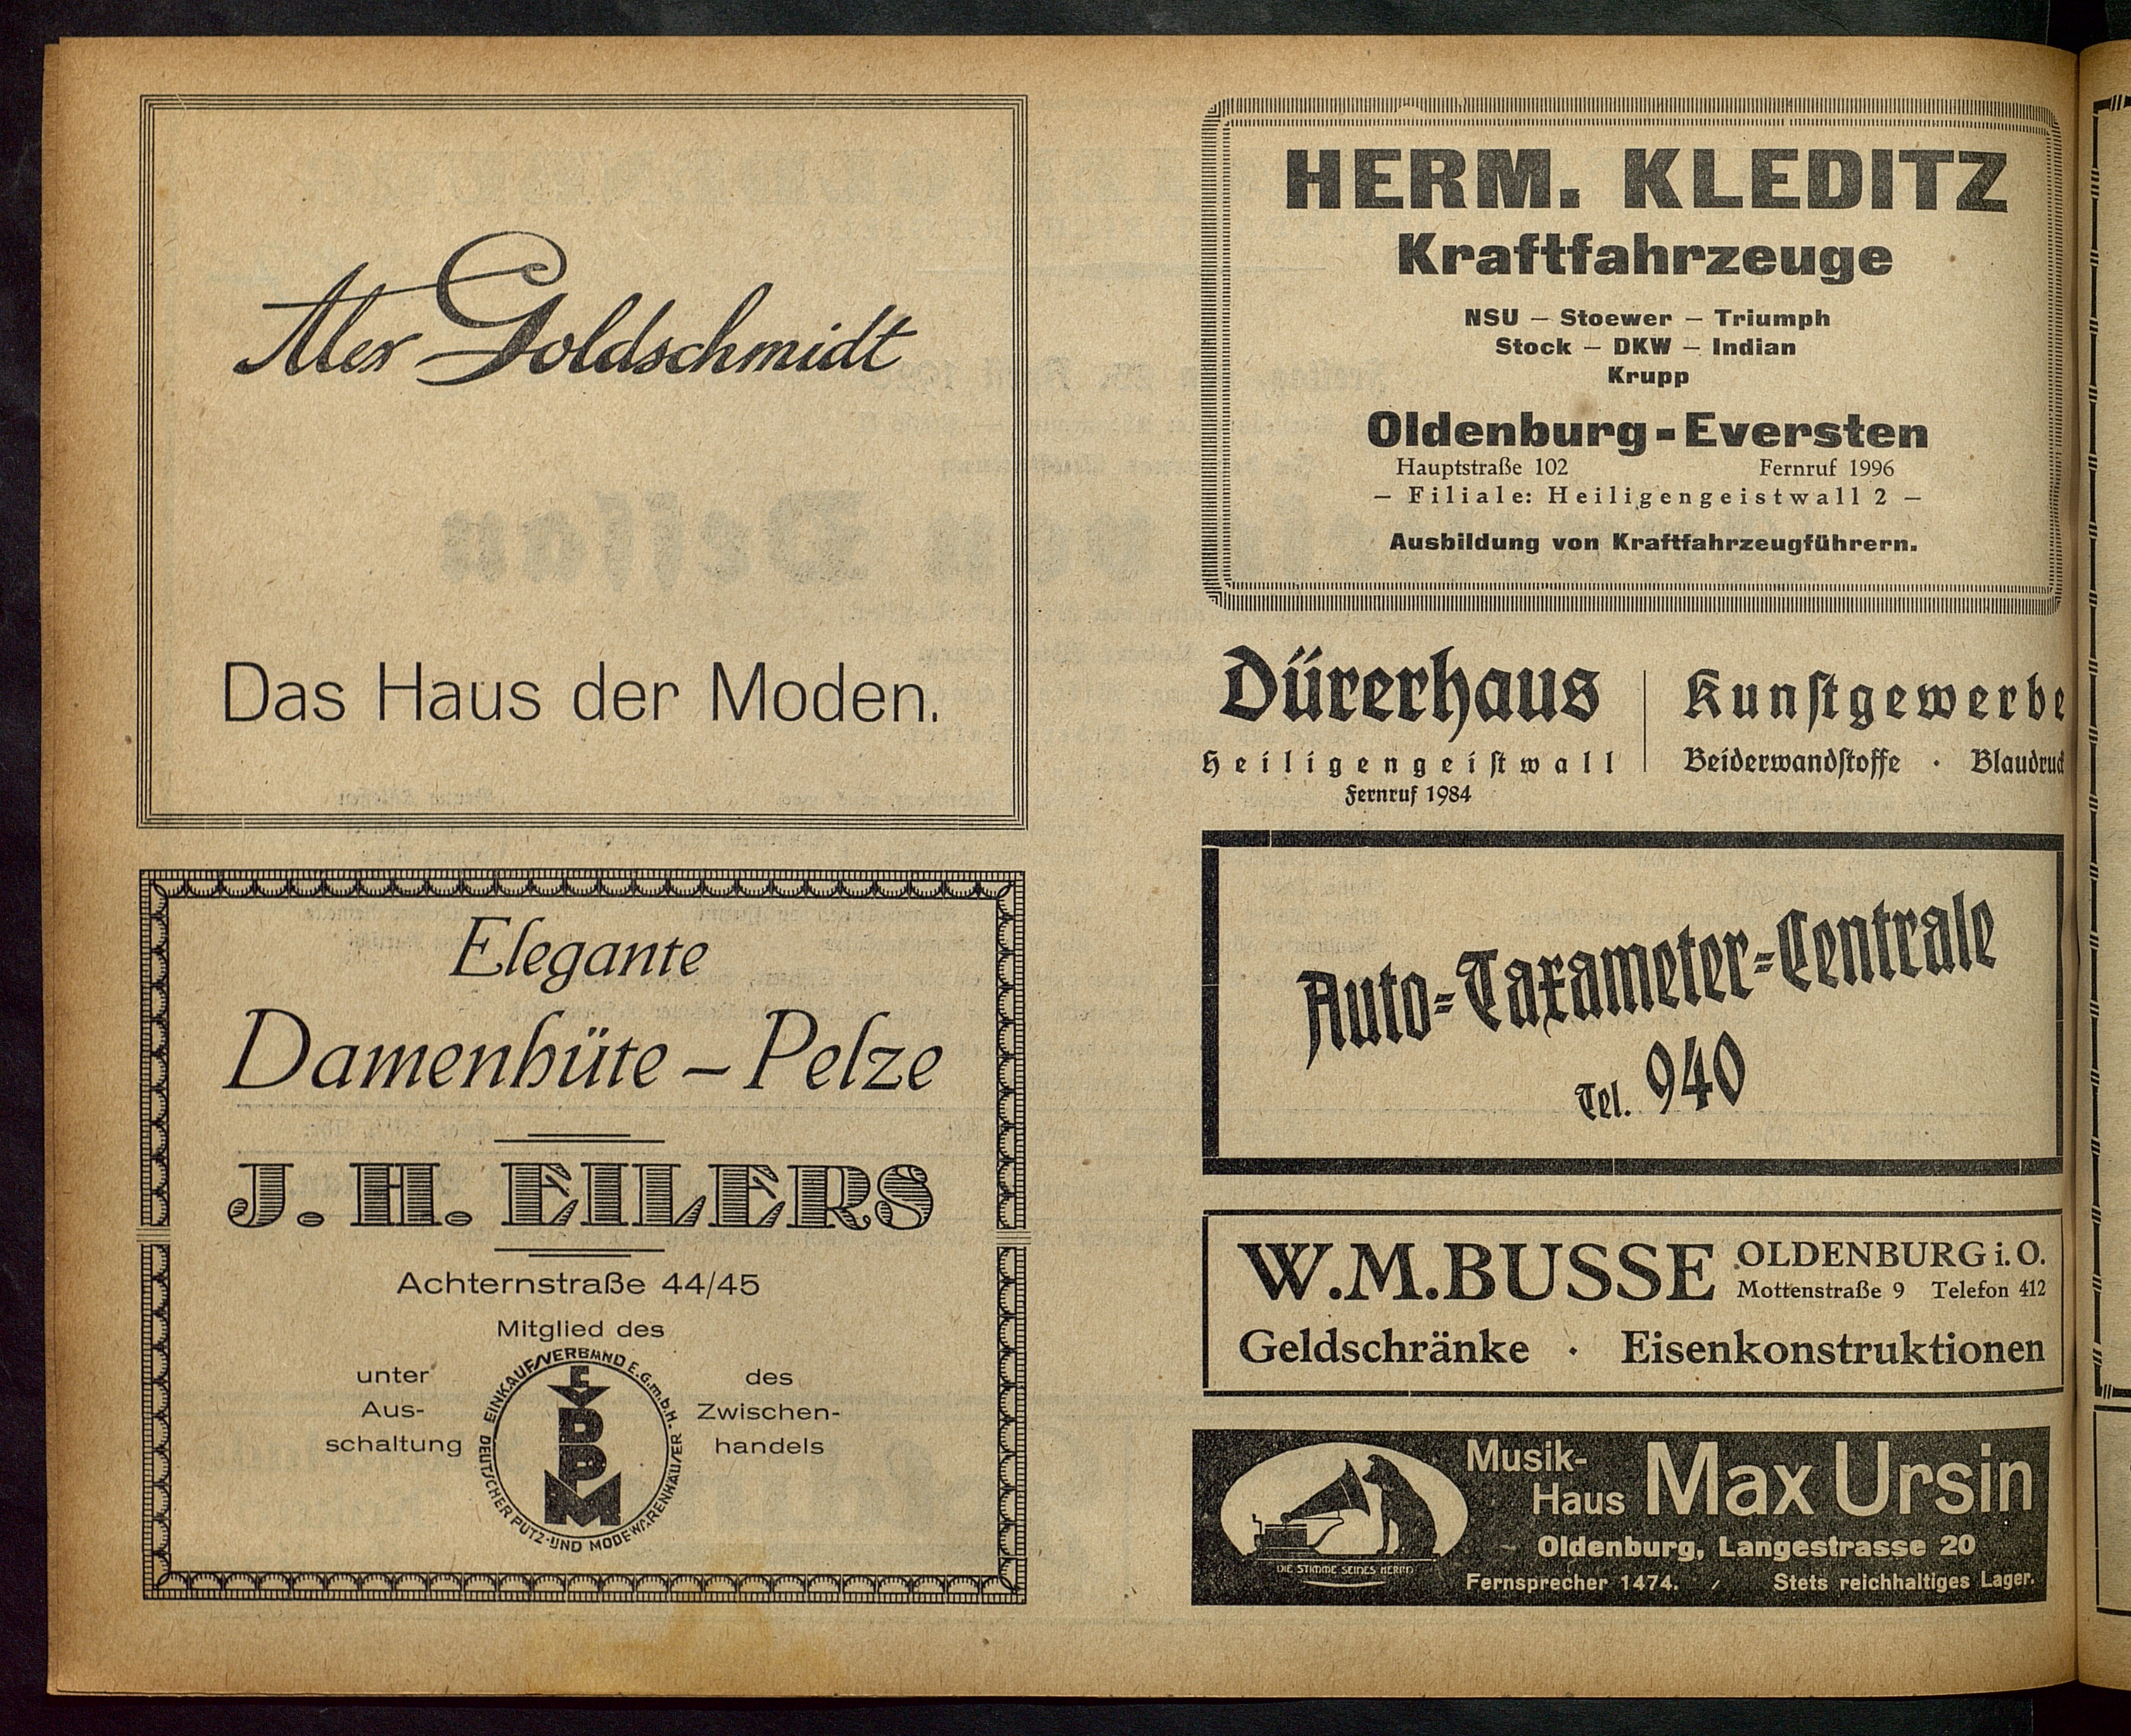 Alex Goldschmidt
Das Haus der Moden.
Elegante
Damenhüte – Pelze
J. H. EILERS
Achternstraße 44/45
Mitglied des
unter
Aus-
schaltung
EINKAUFSVERBAND E.G.m.b.H.
DEUTSCHER PUTZ-UND MODEWARENHÄUSER
E
V
D
P
M
des
Zwischen-
handels
HERM. KLEDITZ
Kraftfahrzeuge
NSU – Stoewer – Triumph
Stock – DKW – Indian
Krupp
Oldenburg-Eversten
Hauptstraße 102 Fernruf 1996
– Filiale: Heiligengeistwall 2 –
Ausbildung von Kraftfahrzeugführern.
Dürerhaus
Heiligengeistwall
Fernruf 1984
Kunstgewerbe
Beiderwandstoffe · Blaudruck
Auto-Taxameter-Centrale
Tel. 940
W.M.BUSSE OLDENBURG i. O.
Mottenstraße 9 Telefon 412
Geldschränke · Eisenkonstruktionen
Musik-
Haus Max Ursin
Oldenburg, Langestrasse 20
DIE STIMME SEINES HERRN
Fernsprecher 1474. Stets reichhaltiges Lager.